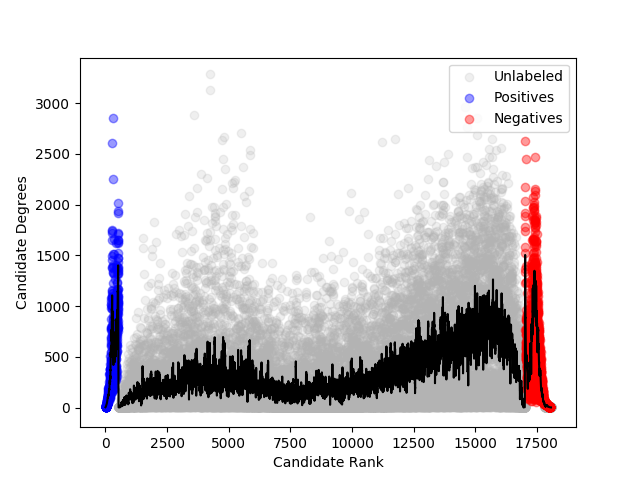 Unlabeled
Positives
Negatives
3000
2500
2000
1500
1000
500
0
Candidate Degrees
0 2500 5000 7500 10000 12500 15000 17500
Candidate Rank